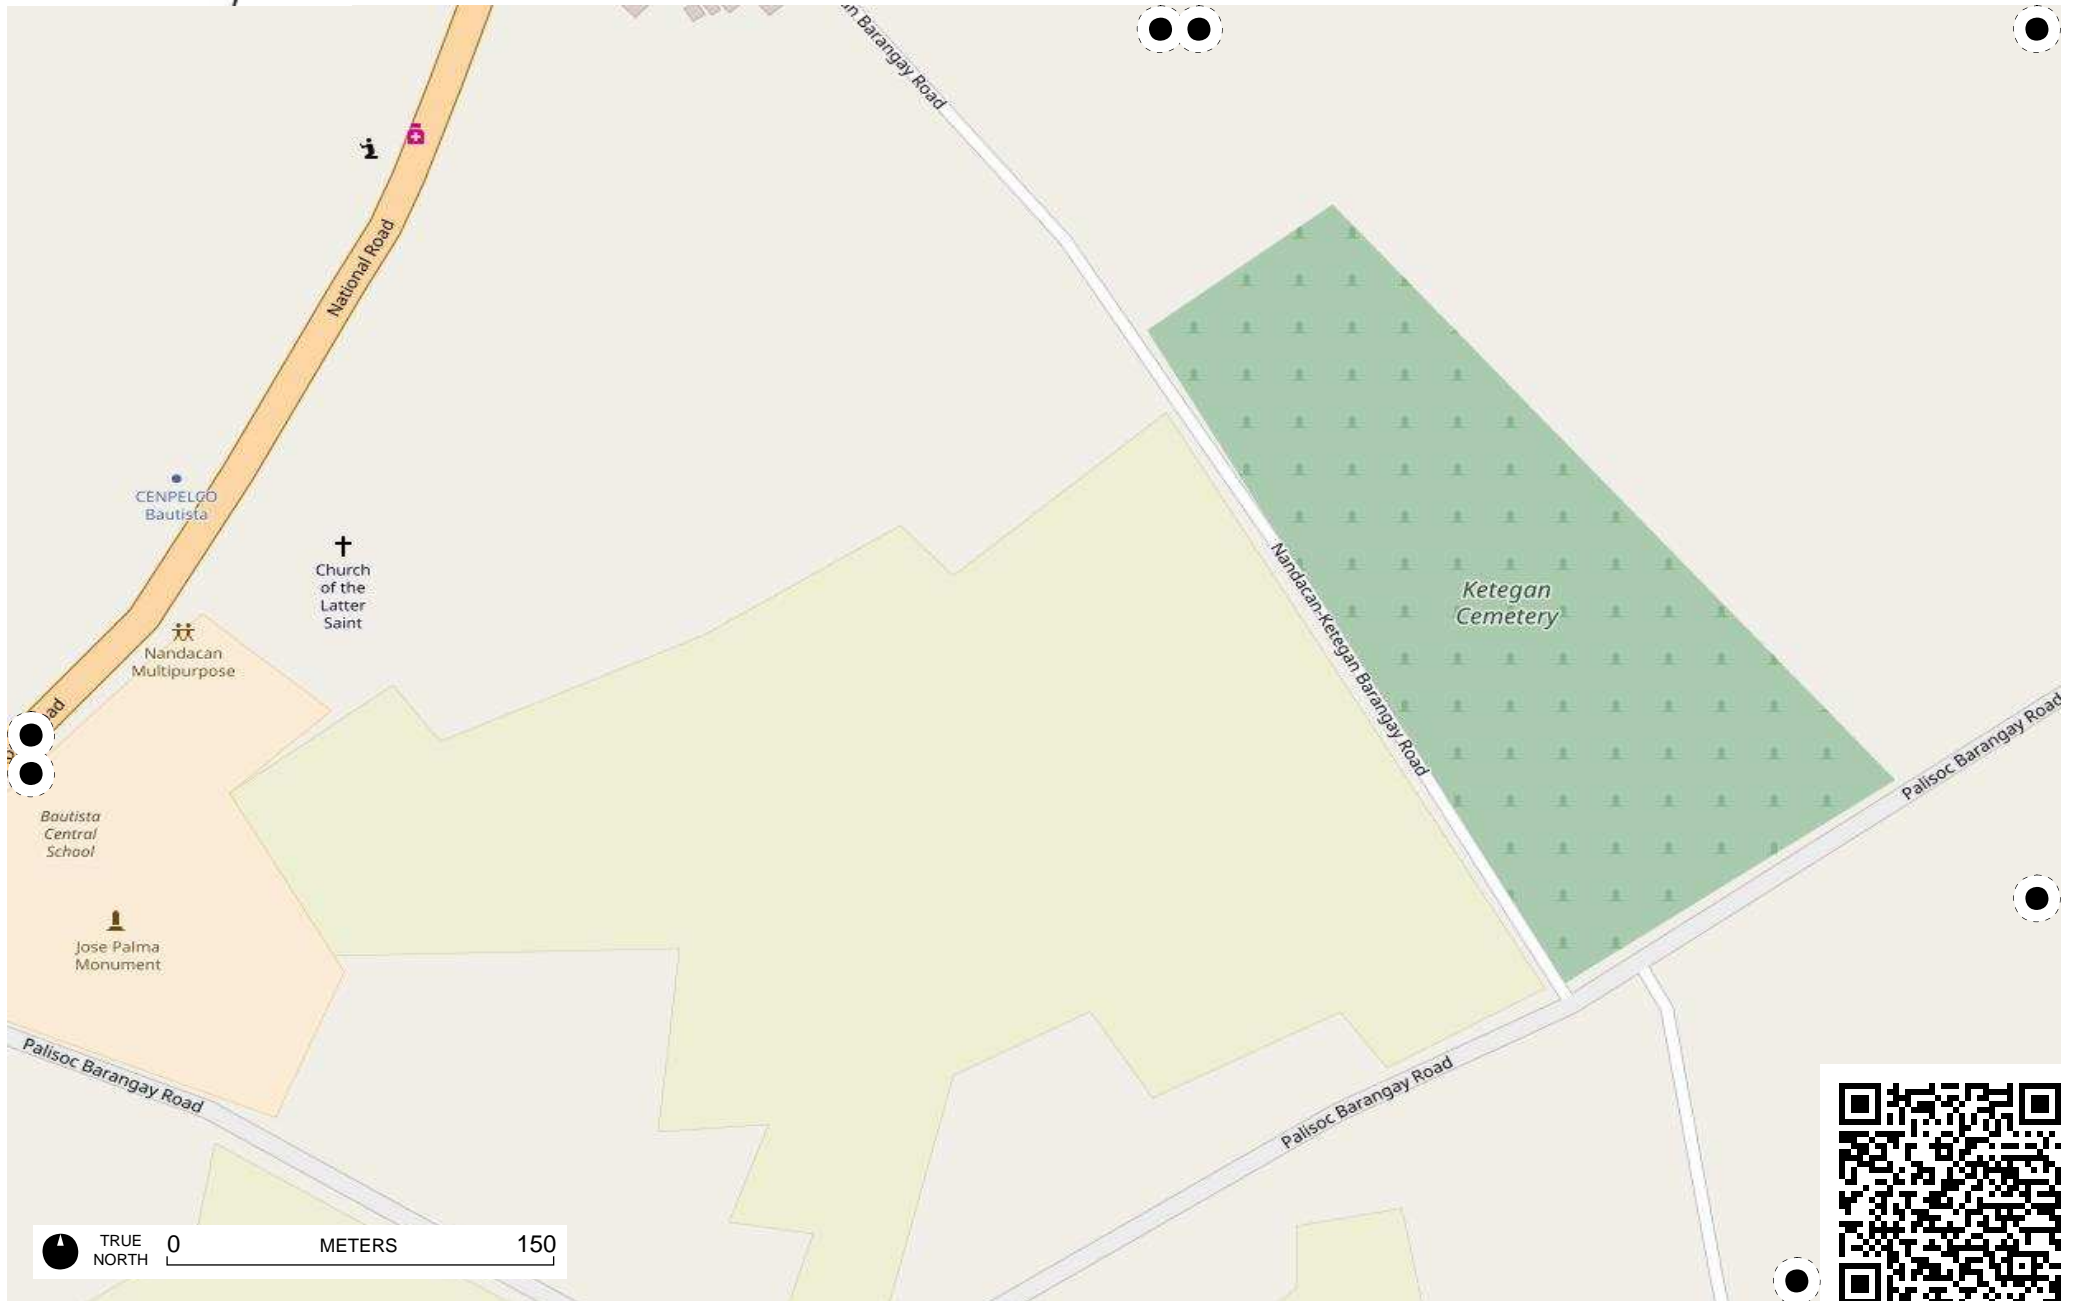 Barangay Road
National Road
CENPELCO
Bautista
Church
of the
Latter
Saint
Nandacan
Multipurpose
Ketegan
Cemetery
Nandacan-Ketegan Barangay Road
Palisoc Barangay Road
Bautista
Central
School
Jose Palma
Monument
Palisoc Barangay Road
Palisoc Barangay Road
TRUE
NORTH
0 METERS 150